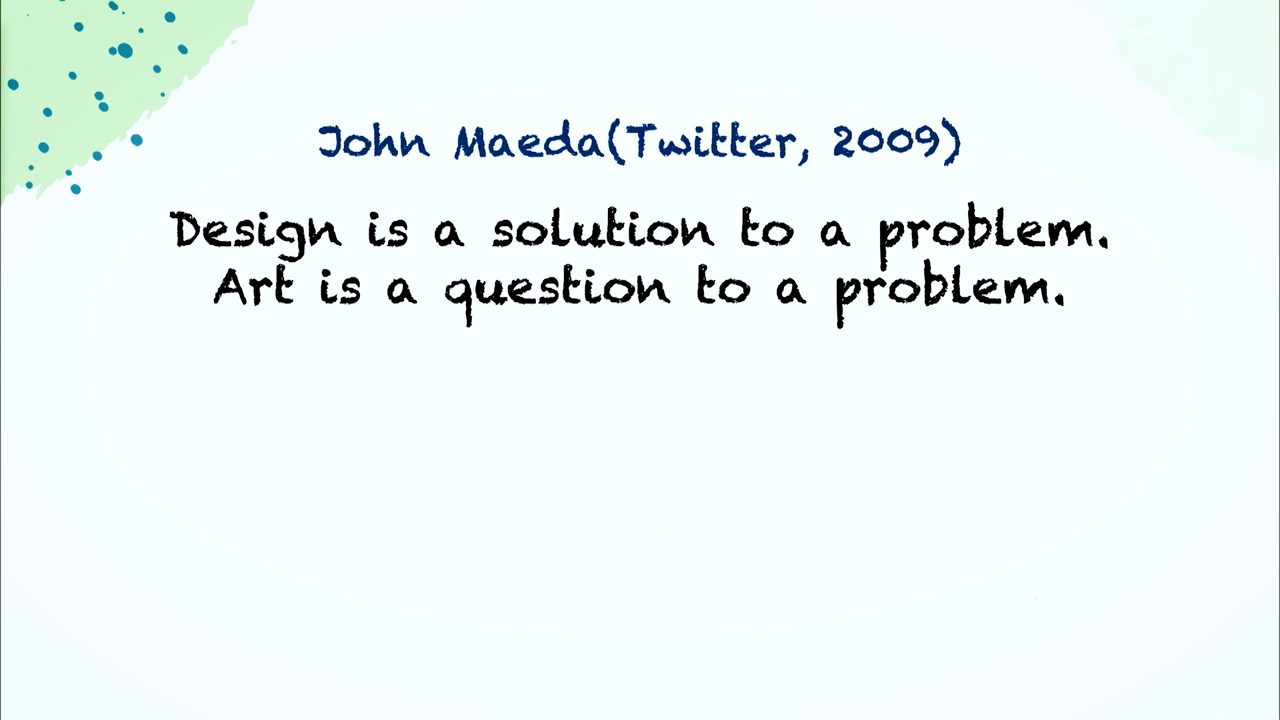 John Maeda(Twitter, 2009)
Design is a solution to a problem.
Art is a question to a problem.